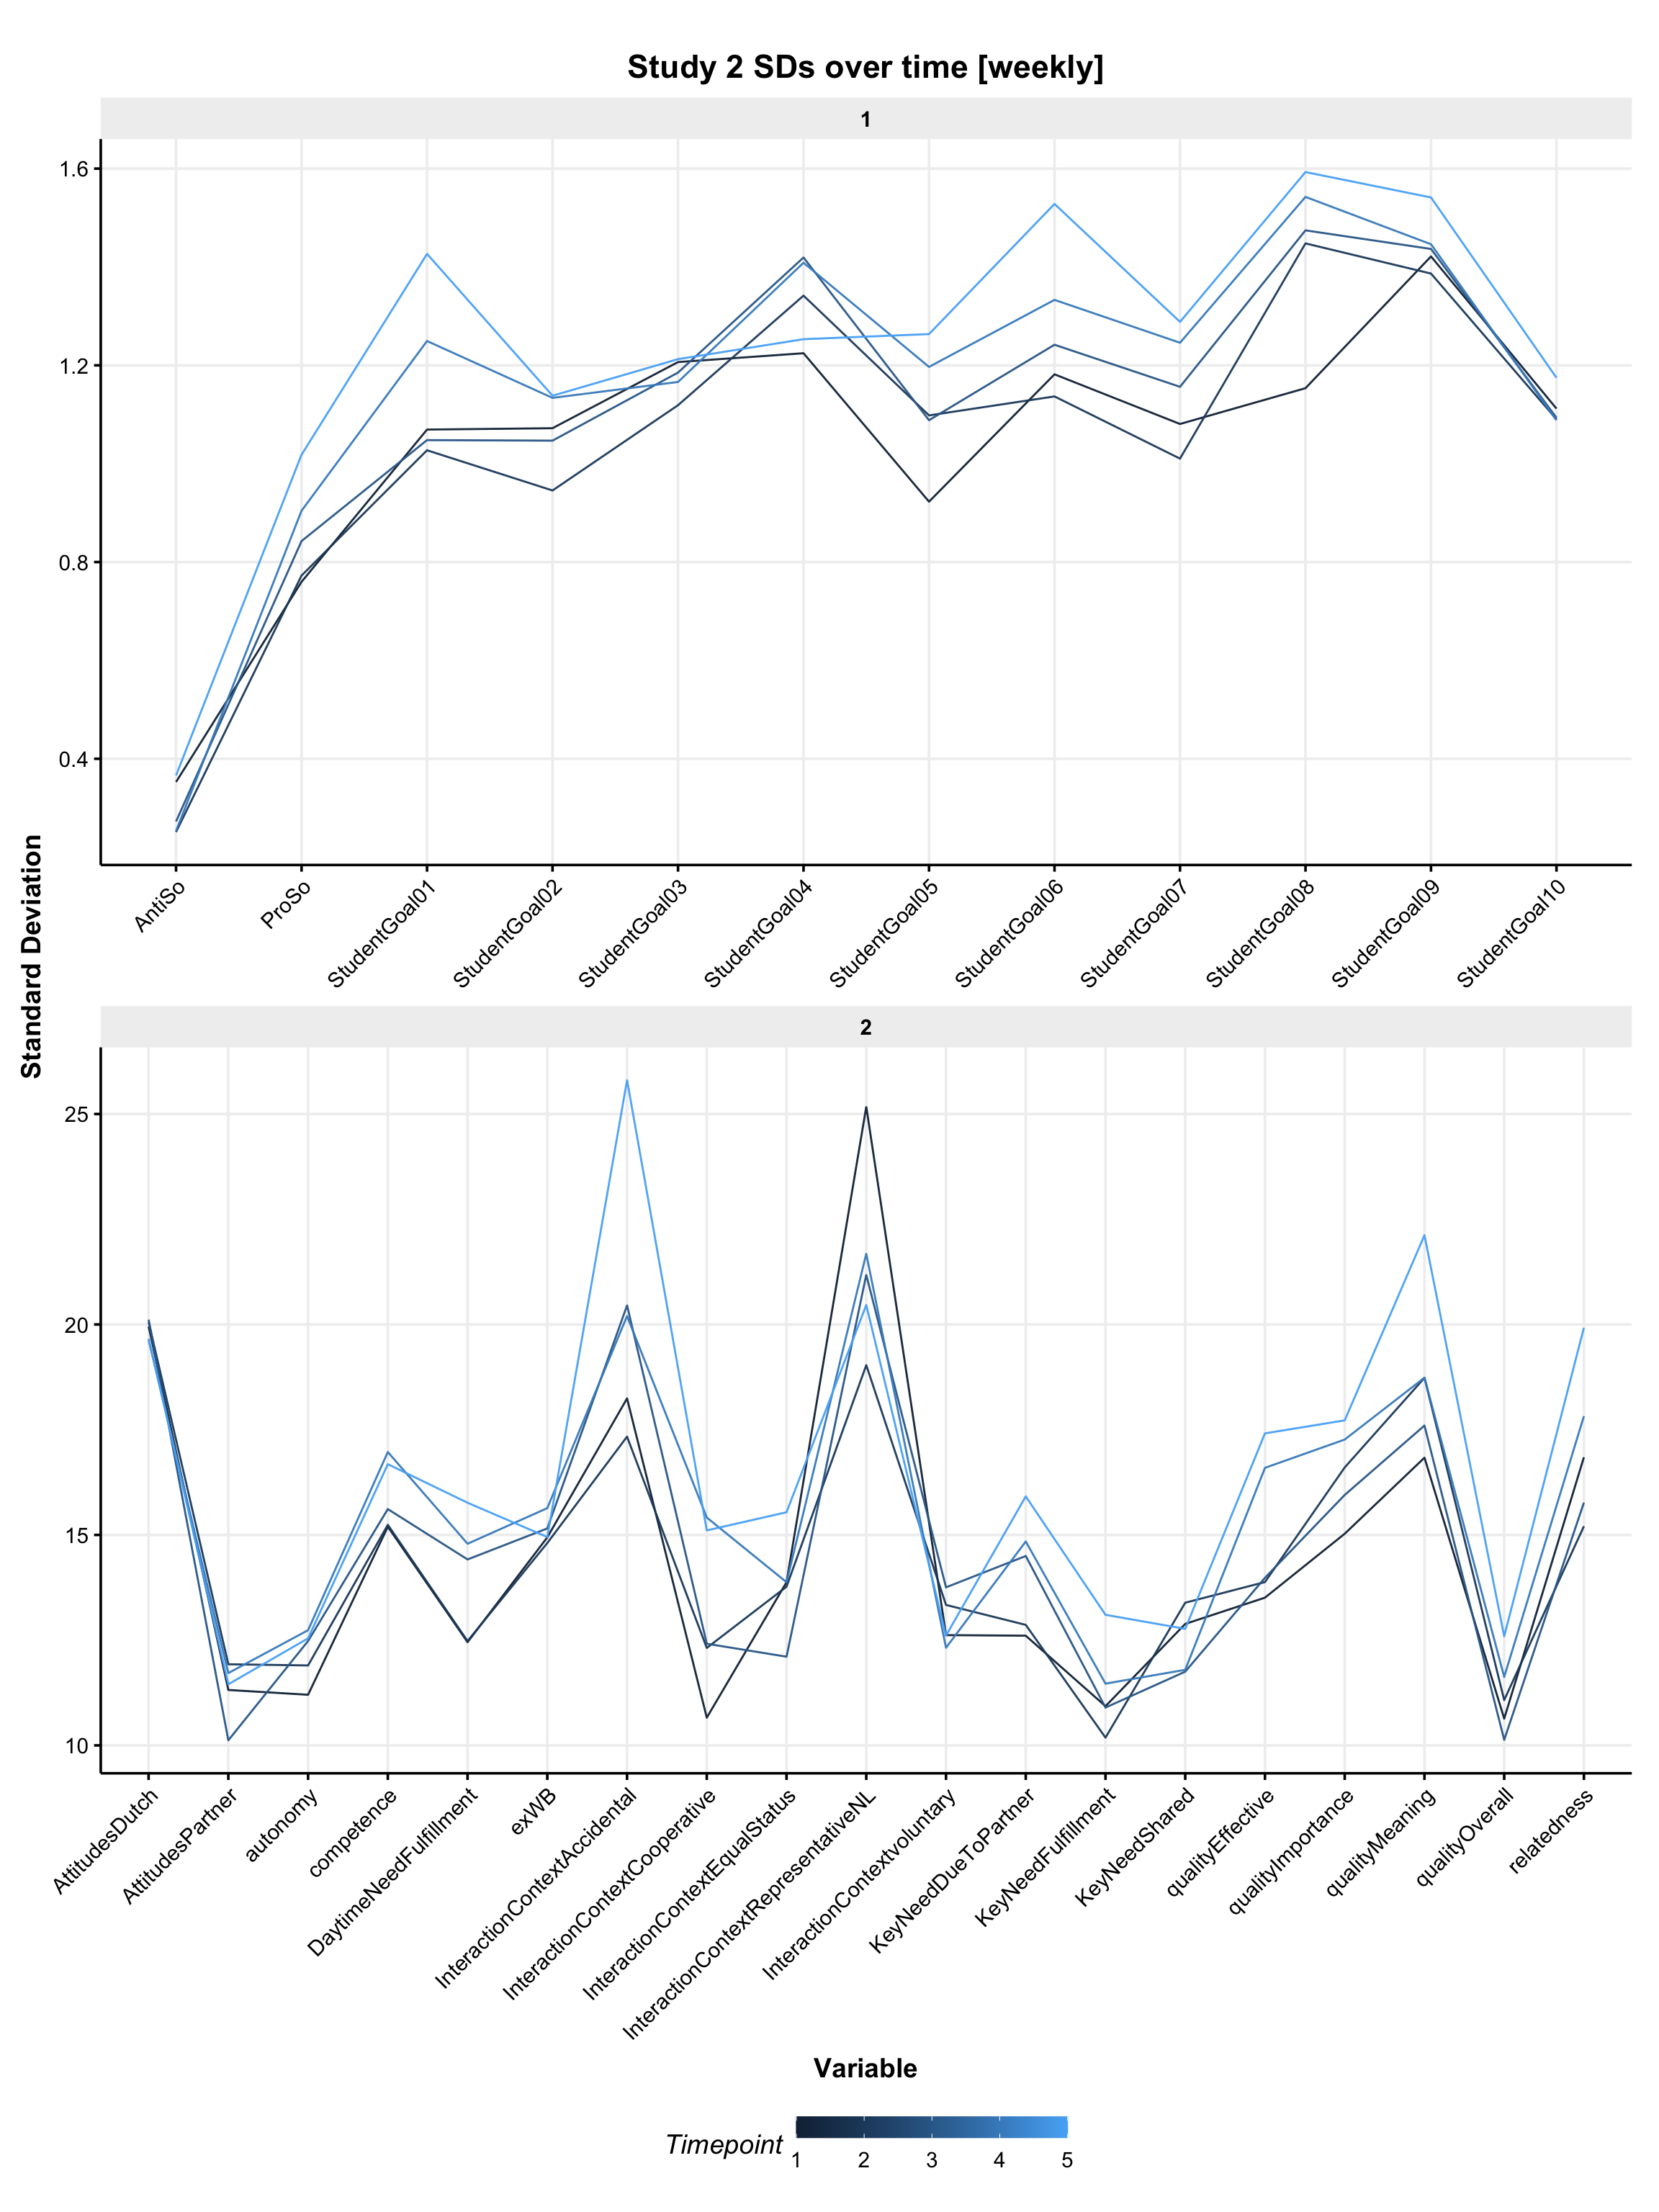 Study 2 SDs over time [weekly]
1
1.6
1.2
0.8
0.4
AntiSo
ProSo
StudentGoal01
StudentGoal02
StudentGoal03
StudentGoal04
StudentGoal05
StudentGoal06
StudentGoal07
StudentGoal08
StudentGoal09
StudentGoal10
Standard Deviation
2
25
20
15
10
AttitudesDutch
AttitudesPartner
autonomy
competence
DaytimeNeedFulfillment
exWB
InteractionContextAccidental
InteractionContextCooperative
InteractionContextEqualStatus
InteractionContextRepresentativeNL
InteractionContextvoluntary
KeyNeedDueToPartner
KeyNeedFulfillment
KeyNeedShared
qualityEffective
qualityImportance
qualityMeaning
qualityOverall
relatedness
Variable
Timepoint
1 2 3 4 5